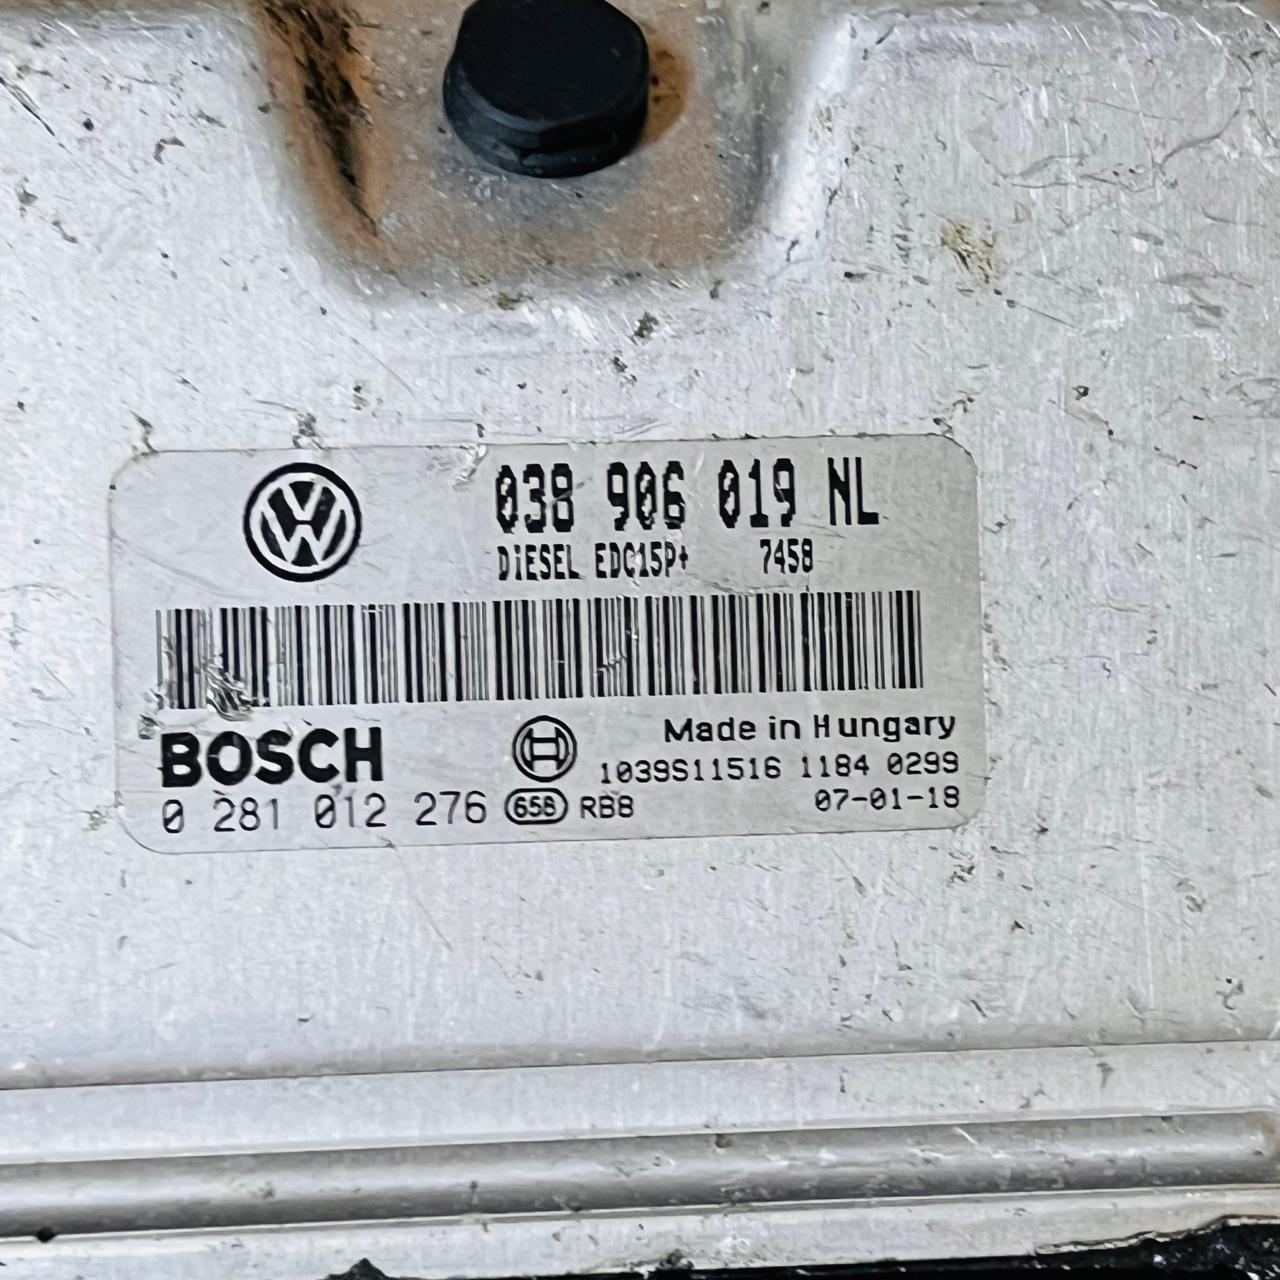 038 906 019 NL
DiESEL EDC15P+ 7458
BOSCH
Made in Hungary
1039S11516 1184 0299
0 281 012 276 658 RBB 07-01-18